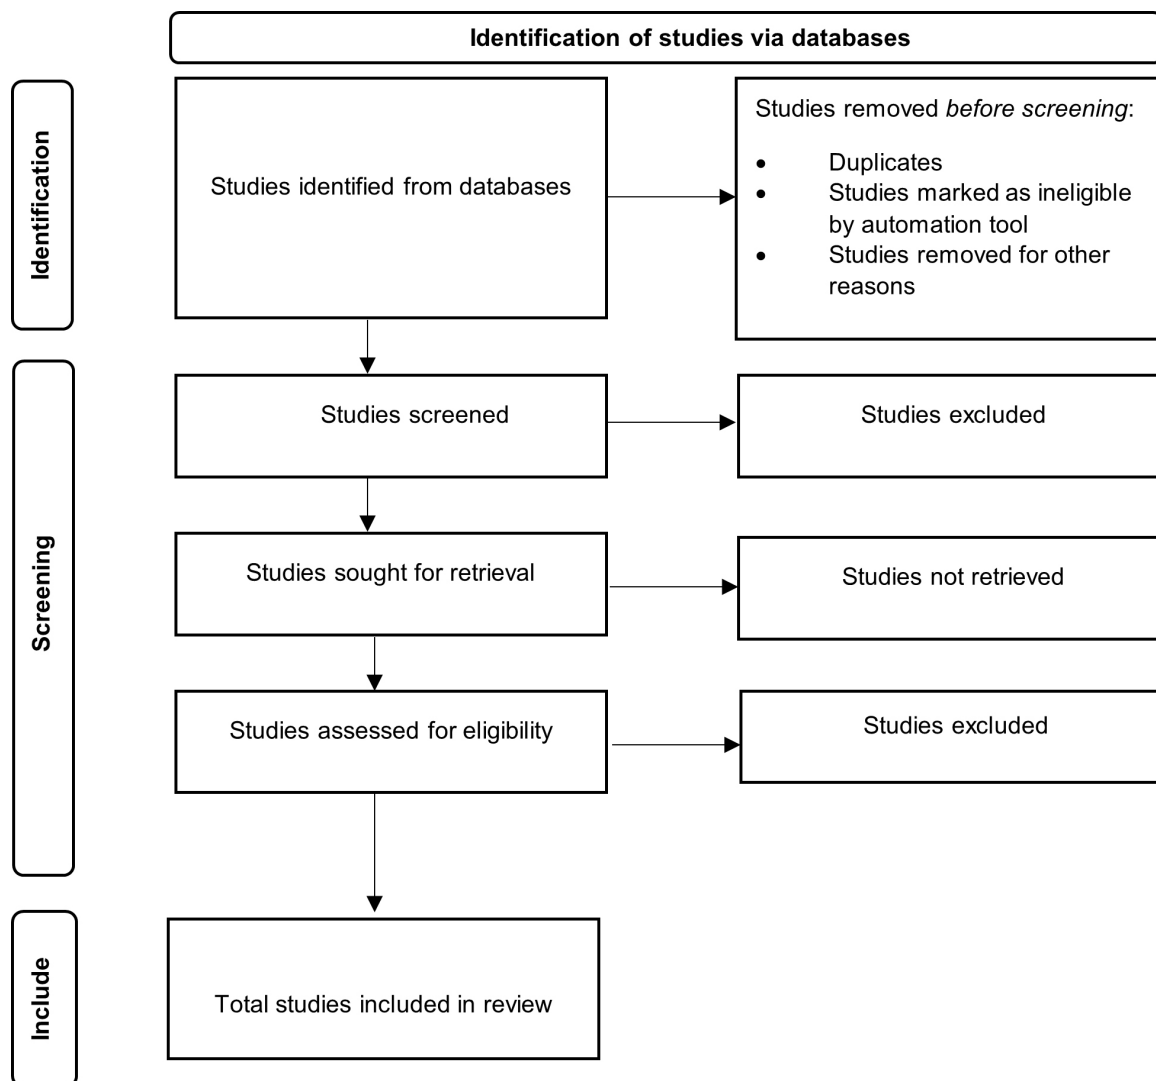 Identification of studies via databases
Identification
Studies identified from databases
Studies removed before screening:
• Duplicates
• Studies marked as ineligible
by automation tool
• Studies removed for other
reasons
Screening
Studies screened
Studies excluded
Studies sought for retrieval
Studies not retrieved
Studies assessed for eligibility
Studies excluded
Include
Total studies included in review